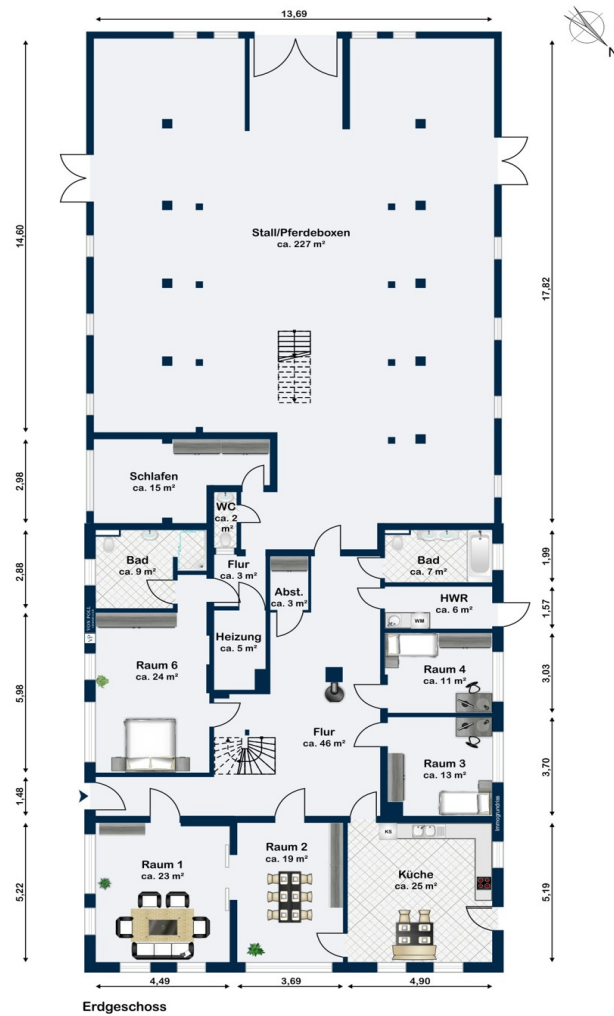 13,69
N
14,60
17,82
Stall/Pferdeboxen
ca. 227 m²
2,98
Schlafen
ca. 15 m²
WC
ca. 2
m²
2,88
Bad
ca. 9 m²
Flur
ca. 3 m²
Abst.
ca. 3 m²
Bad
ca. 7 m²
1,99
HWR
ca. 6 m²
WM
1,57
VON POLL
VP
Heizung
ca. 5 m²
5,98
Raum 6
ca. 24 m²
Raum 4
ca. 11 m²
3,03
Flur
ca. 46 m²
Raum 3
ca. 13 m²
3,70
1,48
Immogrundriss
5,22
Raum 1
ca. 23 m²
Raum 2
ca. 19 m²
KS
Küche
ca. 25 m²
5,19
4,49
3,69
4,90
Erdgeschoss